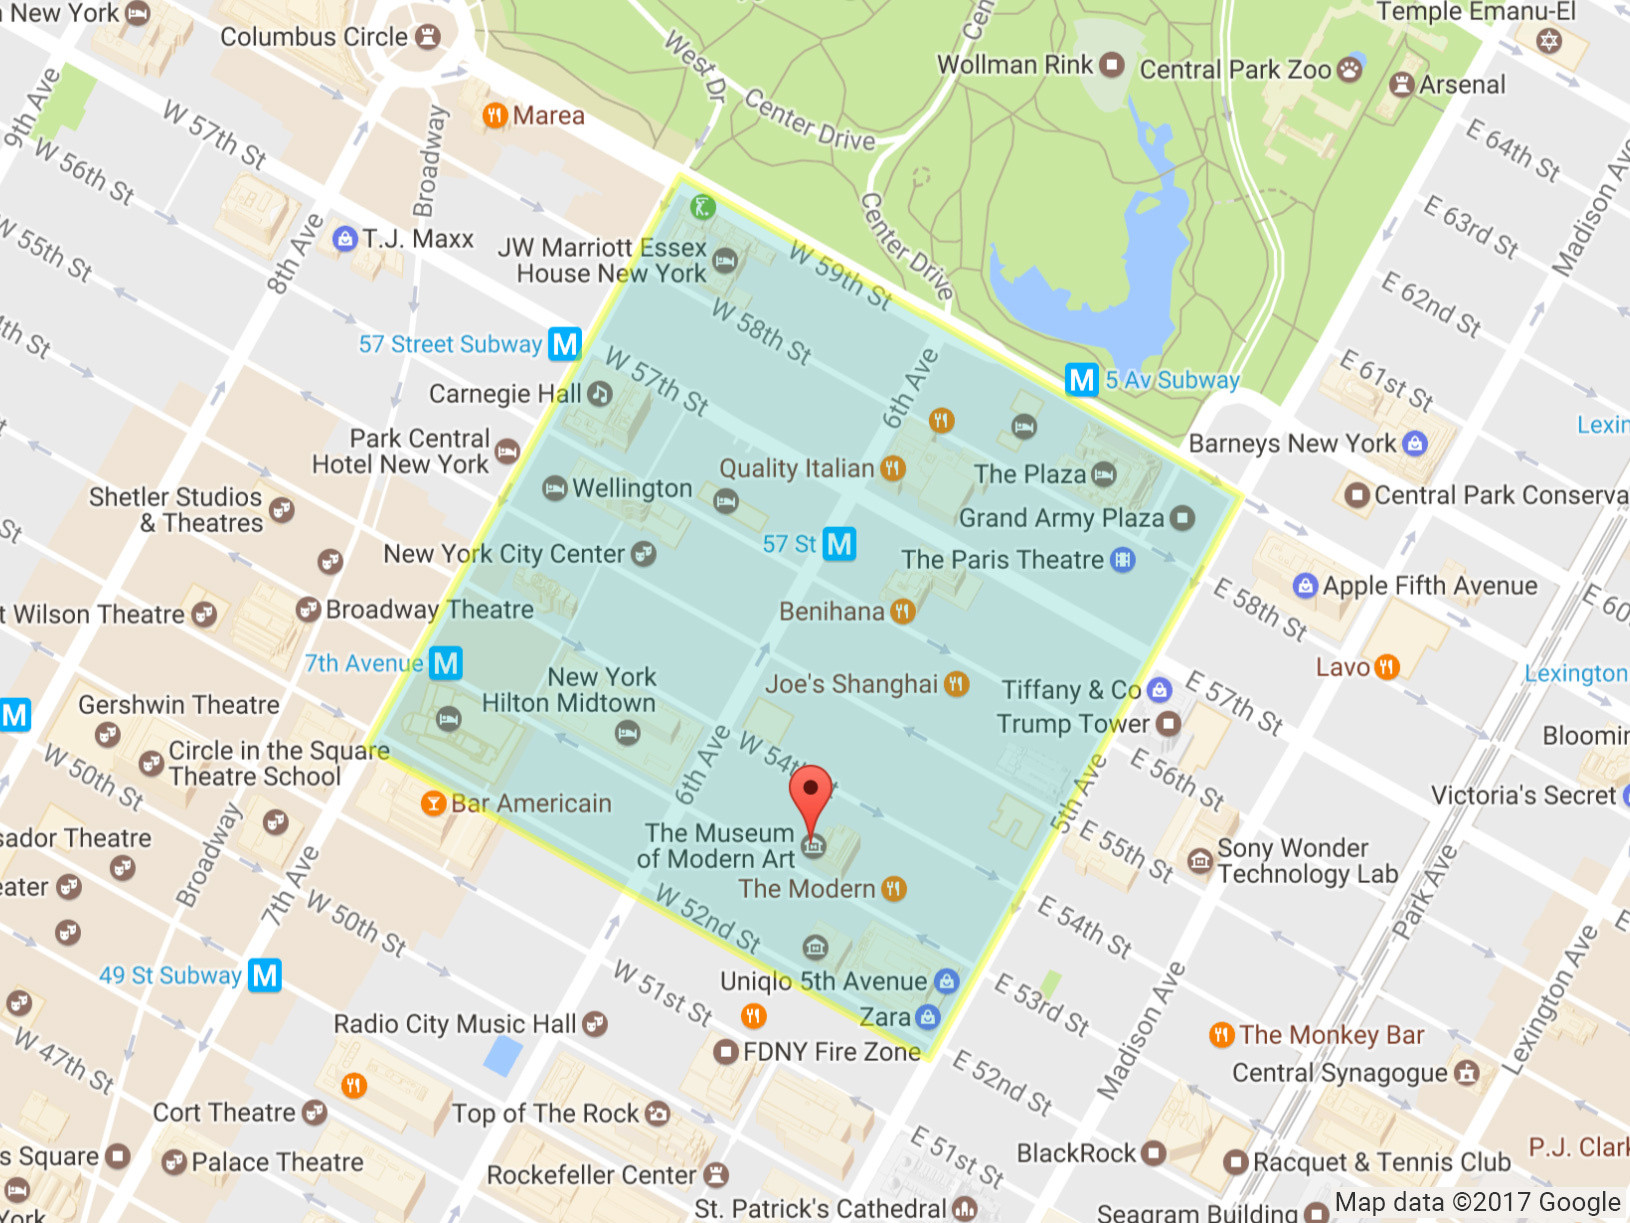 New York
Columbus Circle
Marea
West Dr
Center Drive
Wollman Rink
Central Park Zoo
Temple Emanu-El
Arsenal
9th Ave
W 57th St
W 56th St
Broadway
W 55th St
T.J. Maxx
8th Ave
JW Marriott Essex
House New York
W 59th St
Center Drive
W 58th St
E 64th St
E 63rd St
Madison Ave
E 62nd St
E 61st St
57 Street Subway
M
W 57th St
6th Ave
M
5 Av Subway
Carnegie Hall
Park Central
Hotel New York
Quality Italian
The Plaza
Barneys New York
Wellington
Shetler Studios
& Theatres
Grand Army Plaza
Central Park Conserva
New York City Center
57 St
M
The Paris Theatre
Apple Fifth Avenue
E 58th St
E 60
t Wilson Theatre
Broadway Theatre
Benihana
7th Avenue
M
New York
Hilton Midtown
Joe's Shanghai
Tiffany & Co
Trump Tower
Lavo
Lexington
E 57th St
M
Gershwin Theatre
Circle in the Square
Theatre School
W 50th St
W 54th
6th Ave
5th Ave
E 56th St
Bloomin
Victoria's Secret
Bar Americain
The Museum
of Modern Art
The Modern
E 55th St
Sony Wonder
Technology Lab
sador Theatre
eater
Broadway
7th Ave
W 50th St
W 52nd St
E 54th St
Park Ave
49 St Subway
M
W 51st St
Uniqlo 5th Avenue
Zara
E 53rd St
Madison Ave
Lexington Ave
Radio City Music Hall
FDNY Fire Zone
The Monkey Bar
Central Synagogue
W 47th St
E 52nd St
Cort Theatre
Top of The Rock
s Square
Palace Theatre
Rockefeller Center
E 51st St
BlackRock
Racquet & Tennis Club
P.J. Clark
York
St. Patrick's Cathedral
Seagram Building
Map data ©2017 Google